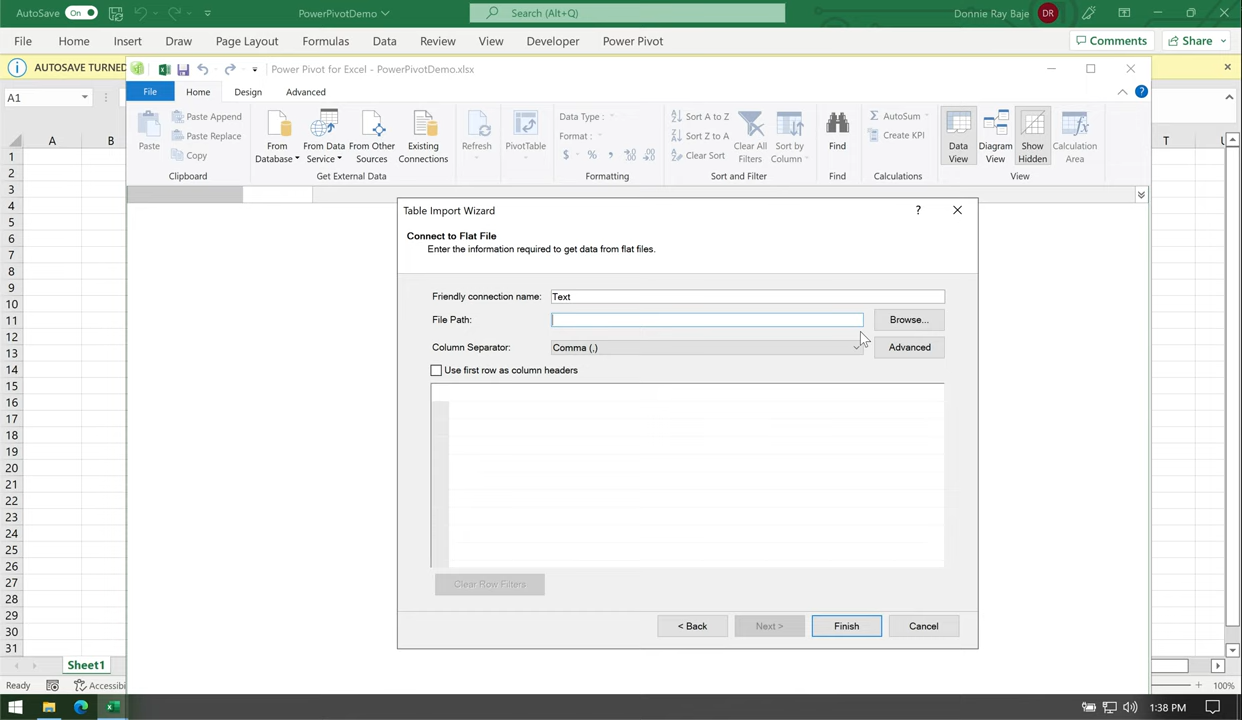 AutoSave On PowerPivotDemo Search (Alt+Q) Donnie Ray Baje DR
File Home Insert Draw Page Layout Formulas Data Review View Developer Power Pivot Comments Share
AUTOSAVE TURNED
Power Pivot for Excel - PowerPivotDemo.xlsx
File Home Design Advanced
A1
Paste
Paste Append
Paste Replace
Copy
Clipboard
From Database
From Data Service
From Other Sources
Existing Connections
Get External Data
Refresh
PivotTable
Data Type :
Format :
$ % , .00 .00
Formatting
Sort A to Z
Sort Z to A
Clear Sort
Clear All Filters
Sort by Column
Sort and Filter
Find
Find
AutoSum
Create KPI
Calculations
Data View
Diagram View
Show Hidden
Calculation Area
View
A B T U
1
2
3
4
5
6
7
8
9
10
11
12
13
14
15
16
17
18
19
20
21
22
23
24
25
26
27
28
29
30
31
Table Import Wizard ?
Connect to Flat File
Enter the information required to get data from flat files.
Friendly connection name: Text
File Path: Browse...
Column Separator: Comma (,) Advanced
Use first row as column headers
Clear Row Filters
< Back Next > Finish Cancel
Sheet1
Ready Accessibi 100%
1:38 PM